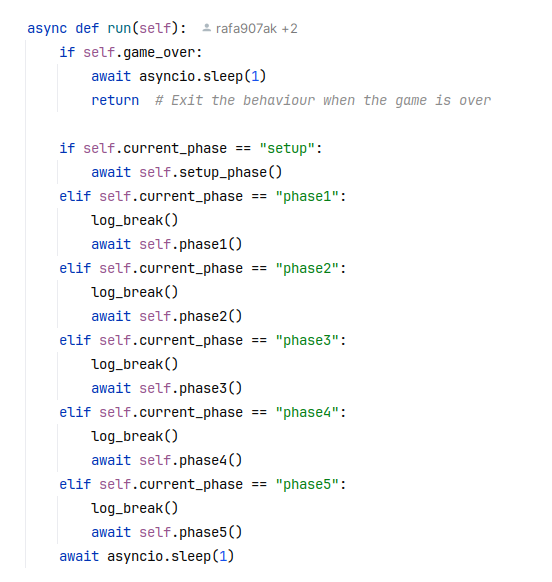 async def run(self): rafa907ak +2
    if self.game_over:
        await asyncio.sleep(1)
        return  # Exit the behaviour when the game is over

    if self.current_phase == "setup":
        await self.setup_phase()
    elif self.current_phase == "phase1":
        log_break()
        await self.phase1()
    elif self.current_phase == "phase2":
        log_break()
        await self.phase2()
    elif self.current_phase == "phase3":
        log_break()
        await self.phase3()
    elif self.current_phase == "phase4":
        log_break()
        await self.phase4()
    elif self.current_phase == "phase5":
        log_break()
        await self.phase5()
    await asyncio.sleep(1)